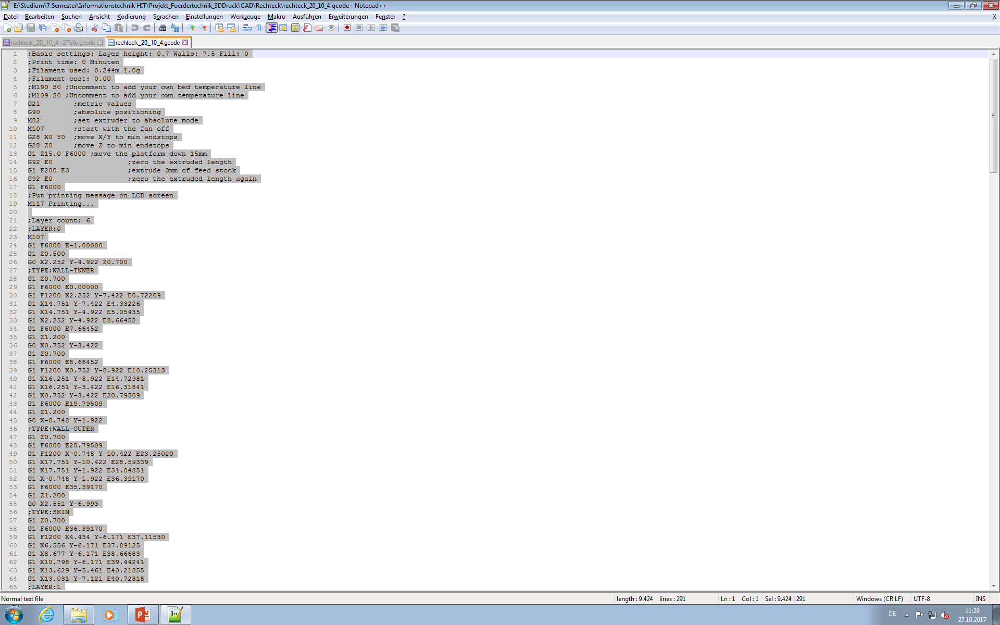 E:\Studium\7.Semester\Informationstechnik HIT\Projekt_Foerdertechnik_3DDruck\CAD\Rechteck\rechteck_20_10_4.gcode - Notepad++
Datei Bearbeiten Suchen Ansicht Kodierung Sprachen Einstellungen Werkzeuge Makro Ausführen Erweiterungen Fenster ? X
rechteck_20_10_4 - 2Teile.gcode rechteck_20_10_4.gcode
1 ;Basic settings: Layer height: 0.7 Walls: 7.5 Fill: 0
2 ;Print time: 0 Minuten
3 ;Filament used: 0.244m 1.0g
4 ;Filament cost: 0.00
5 ;M190 S0 ;Uncomment to add your own bed temperature line
6 ;M109 S0 ;Uncomment to add your own temperature line
7 G21 ;metric values
8 G90 ;absolute positioning
9 M82 ;set extruder to absolute mode
10 M107 ;start with the fan off
11 G28 X0 Y0 ;move X/Y to min endstops
12 G28 Z0 ;move Z to min endstops
13 G1 Z15.0 F6000 ;move the platform down 15mm
14 G92 E0 ;zero the extruded length
15 G1 F200 E3 ;extrude 3mm of feed stock
16 G92 E0 ;zero the extruded length again
17 G1 F6000
18 ;Put printing message on LCD screen
19 M117 Printing...
20
21 ;Layer count: 6
22 ;LAYER:0
23 M107
24 G1 F6000 E-1.00000
25 G1 Z0.500
26 G0 X2.252 Y-4.922 Z0.700
27 ;TYPE:WALL-INNER
28 G1 Z0.700
29 G1 F6000 E0.00000
30 G1 F1200 X2.252 Y-7.422 E0.72209
31 G1 X14.751 Y-7.422 E4.33226
32 G1 X14.751 Y-4.922 E5.05435
33 G1 X2.252 Y-4.922 E8.66452
34 G1 F6000 E7.66452
35 G1 Z1.200
36 G0 X0.752 Y-3.422
37 G1 Z0.700
38 G1 F6000 E8.66452
39 G1 F1200 X0.752 Y-8.922 E10.25313
40 G1 X16.251 Y-8.922 E14.72981
41 G1 X16.251 Y-3.422 E16.31841
42 G1 X0.752 Y-3.422 E20.79509
43 G1 F6000 E19.79509
44 G1 Z1.200
45 G0 X-0.748 Y-1.922
46 ;TYPE:WALL-OUTER
47 G1 Z0.700
48 G1 F6000 E20.79509
49 G1 F1200 X-0.748 Y-10.422 E23.25020
50 G1 X17.751 Y-10.422 E28.59339
51 G1 X17.751 Y-1.922 E31.04851
52 G1 X-0.748 Y-1.922 E36.39170
53 G1 F6000 E35.39170
54 G1 Z1.200
55 G0 X2.551 Y-6.993
56 ;TYPE:SKIN
57 G1 Z0.700
58 G1 F6000 E36.39170
59 G1 F1200 X4.434 Y-6.171 E37.11530
60 G1 X6.556 Y-6.171 E37.89125
61 G1 X8.677 Y-6.171 E38.66683
62 G1 X10.798 Y-6.171 E39.44241
63 G1 X13.629 Y-5.461 E40.21855
64 G1 X13.031 Y-7.121 E40.72818
65 ;LAYER:1
Normal text file length : 9.424 lines : 291 Ln : 1 Col : 1 Sel : 9.424 | 291 Windows (CR LF) UTF-8 INS
DE 11:29
27.10.2017